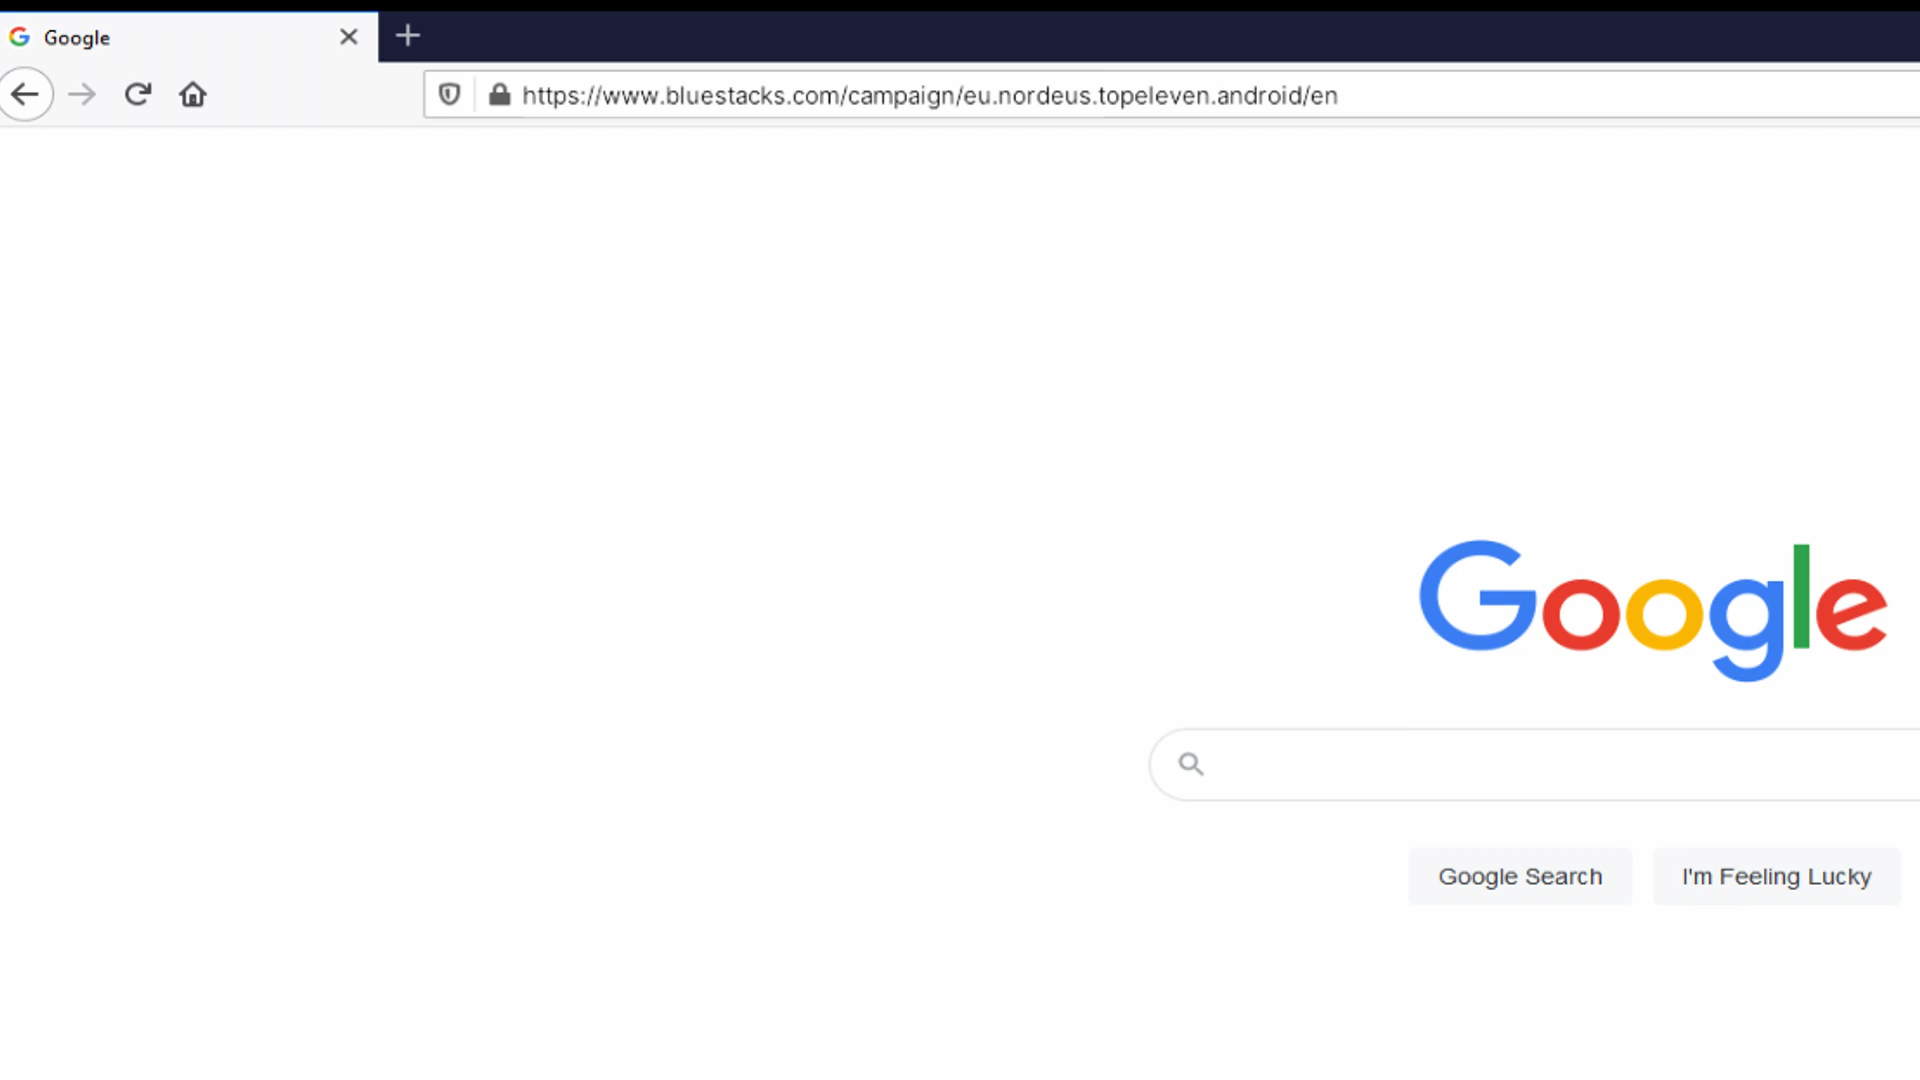 Google
https://www.bluestacks.com/campaign/eu.nordeus.topeleven.android/en
Google
Google Search
I'm Feeling Lucky